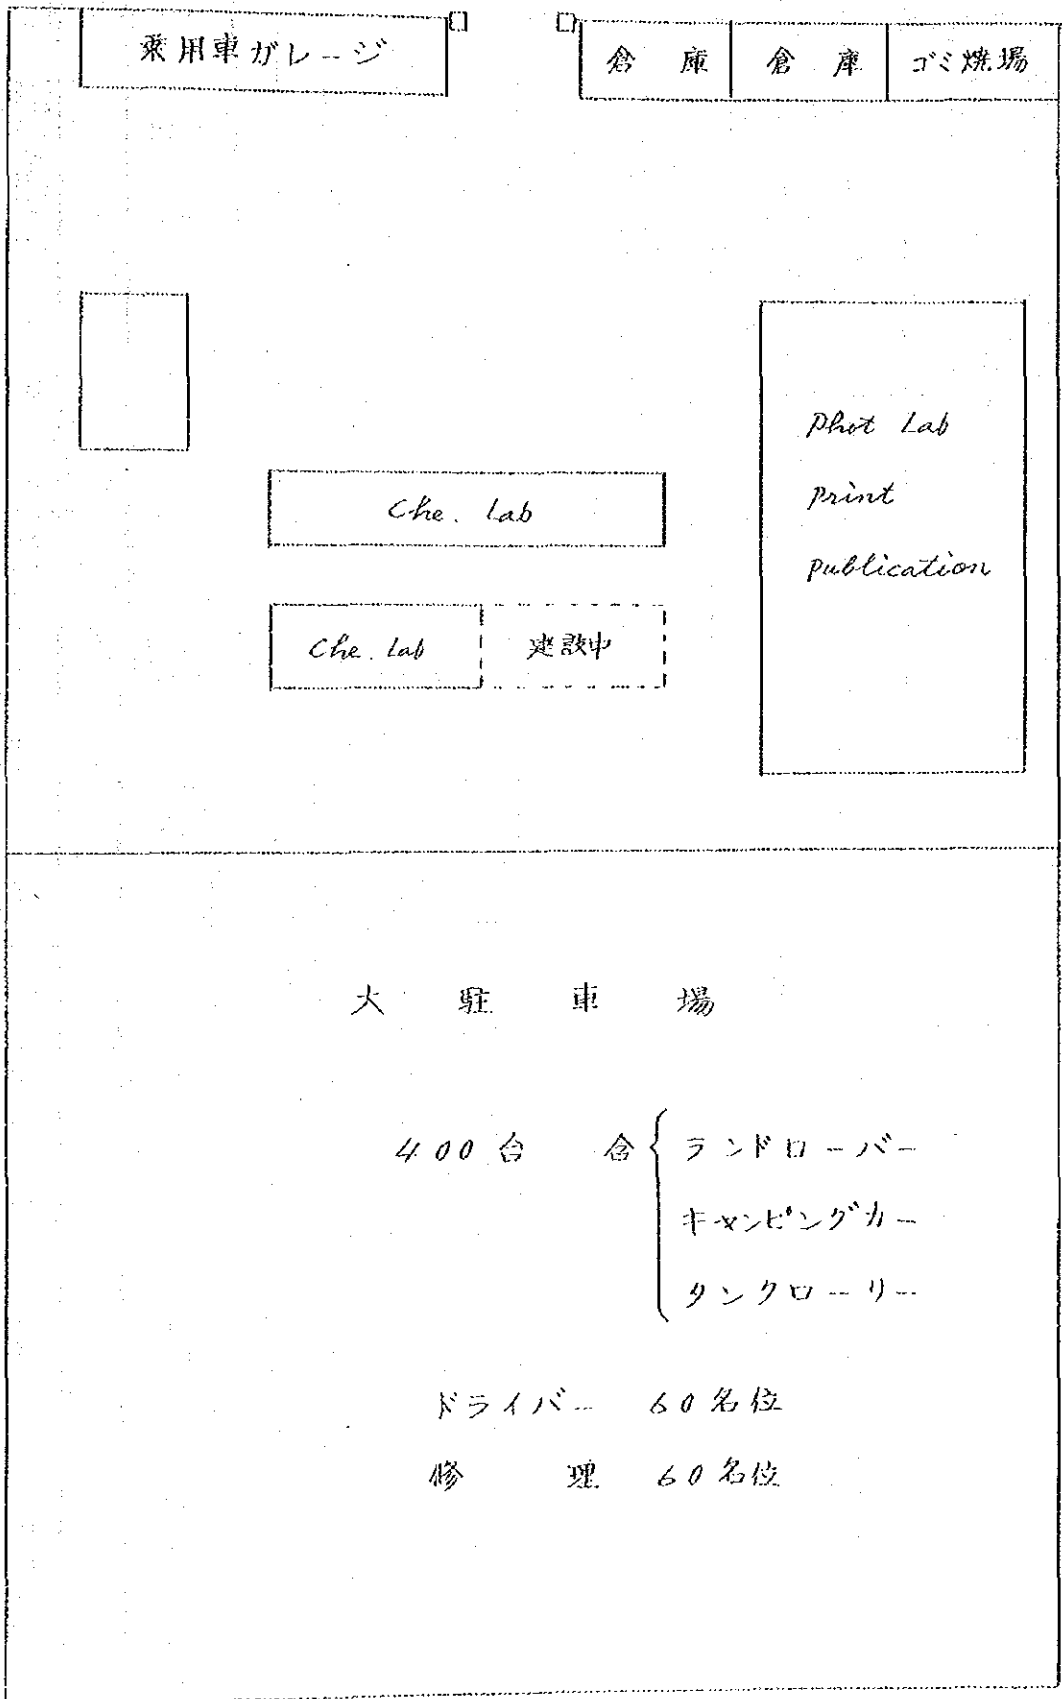 乗用車ガレージ
倉庫
倉庫
ゴミ焼場
Phot Lab
Print
Publication
Che. Lab
Che. Lab
建設中
大駐車場
400台 含 ランドローバー
キャンピングカー
タンクローリー
ドライバー 60名位
修理 60名位